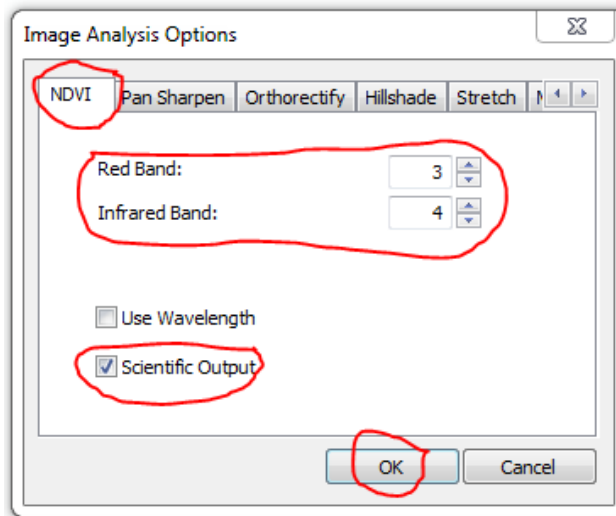 Image Analysis Options
NDVI Pan Sharpen Orthorectify Hillshade Stretch
Red Band: 3
Infrared Band: 4
Use Wavelength
Scientific Output
OK Cancel